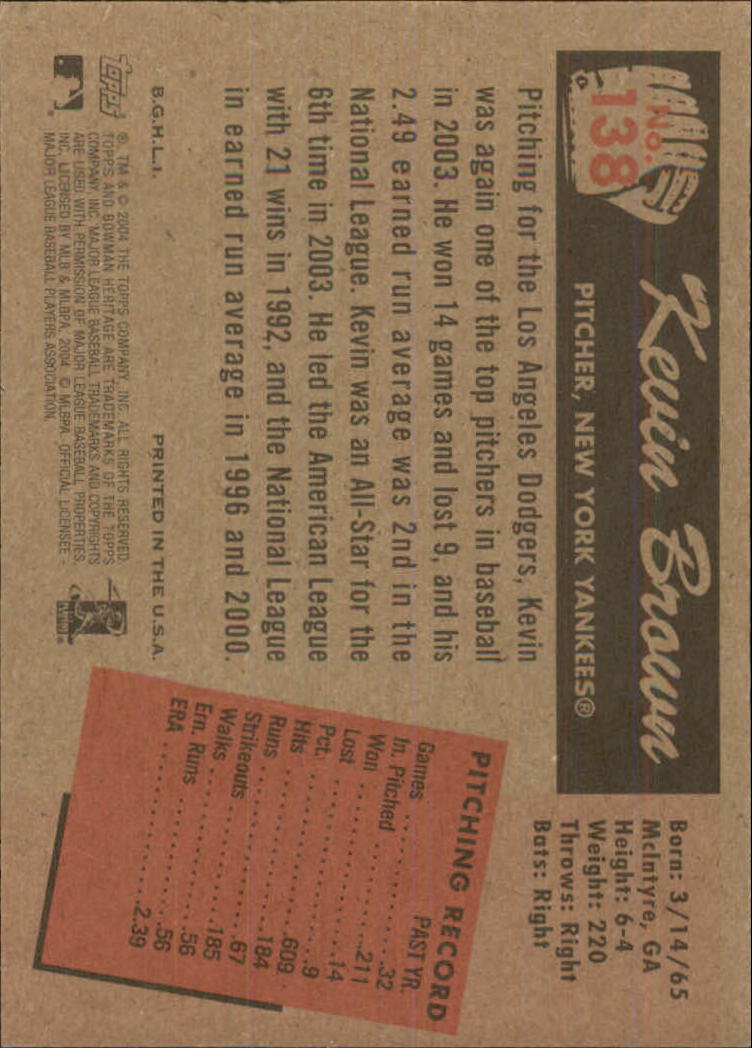 No.
138
Kevin Brown
PITCHER, NEW YORK YANKEES®
Born: 3/14/65
McIntyre, GA
Height: 6-4
Weight: 220
Throws: Right
Bats: Right
Pitching for the Los Angeles Dodgers, Kevin
was again one of the top pitchers in baseball
in 2003. He won 14 games and lost 9, and his
2.49 earned run average was 2nd in the
National League. Kevin was an All-Star for the
6th time in 2003. He led the American League
with 21 wins in 1992, and the National League
in earned run average in 1996 and 2000.
PITCHING RECORD
PAST YR.
Games . . . . . . . . . . . . .32
In. Pitched . . . . . . . . .211
Won . . . . . . . . . . . . . . .14
Lost . . . . . . . . . . . . . . . .9
Pct. . . . . . . . . . . . . . .609
Hits . . . . . . . . . . . . . .184
Runs . . . . . . . . . . . . . .67
Strikeouts . . . . . . . . .185
Walks . . . . . . . . . . . . .56
Ern. Runs . . . . . . . . . .56
ERA . . . . . . . . . . . . .2.39
B.G.H.L.I. PRINTED IN THE U.S.A.
Topps
®, TM & © 2004 THE TOPPS COMPANY, INC. ALL RIGHTS RESERVED.
TOPPS AND BOWMAN HERITAGE ARE TRADEMARKS OF THE TOPPS
COMPANY, INC. MAJOR LEAGUE BASEBALL TRADEMARKS AND COPYRIGHTS
ARE USED WITH PERMISSION OF MAJOR LEAGUE BASEBALL PROPERTIES,
INC. LICENSED BY MLB & MLBPA, 2004. © MLBPA. OFFICIAL LICENSEE -
MAJOR LEAGUE BASEBALL PLAYERS ASSOCIATION.